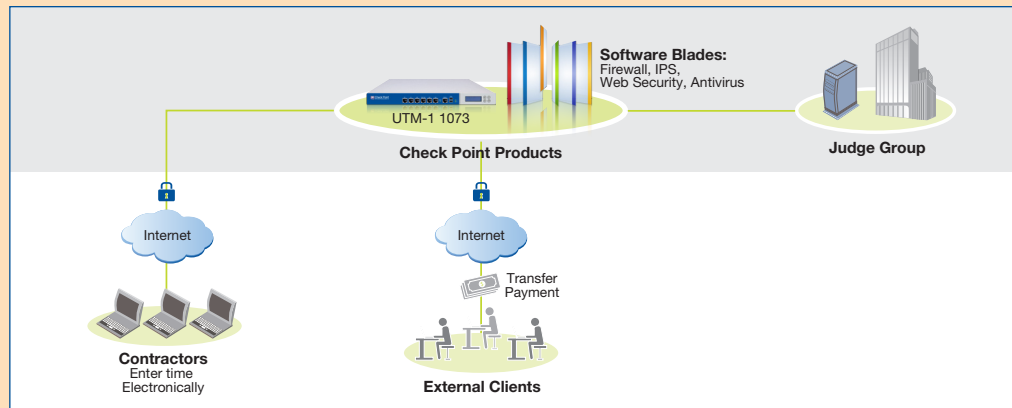 Software Blades:
Firewall, IPS,
Web Security, Antivirus
UTM-1 1073
Check Point Products
Judge Group
Internet
Internet
Transfer
Payment
Contractors
Enter time
Electronically
External Clients